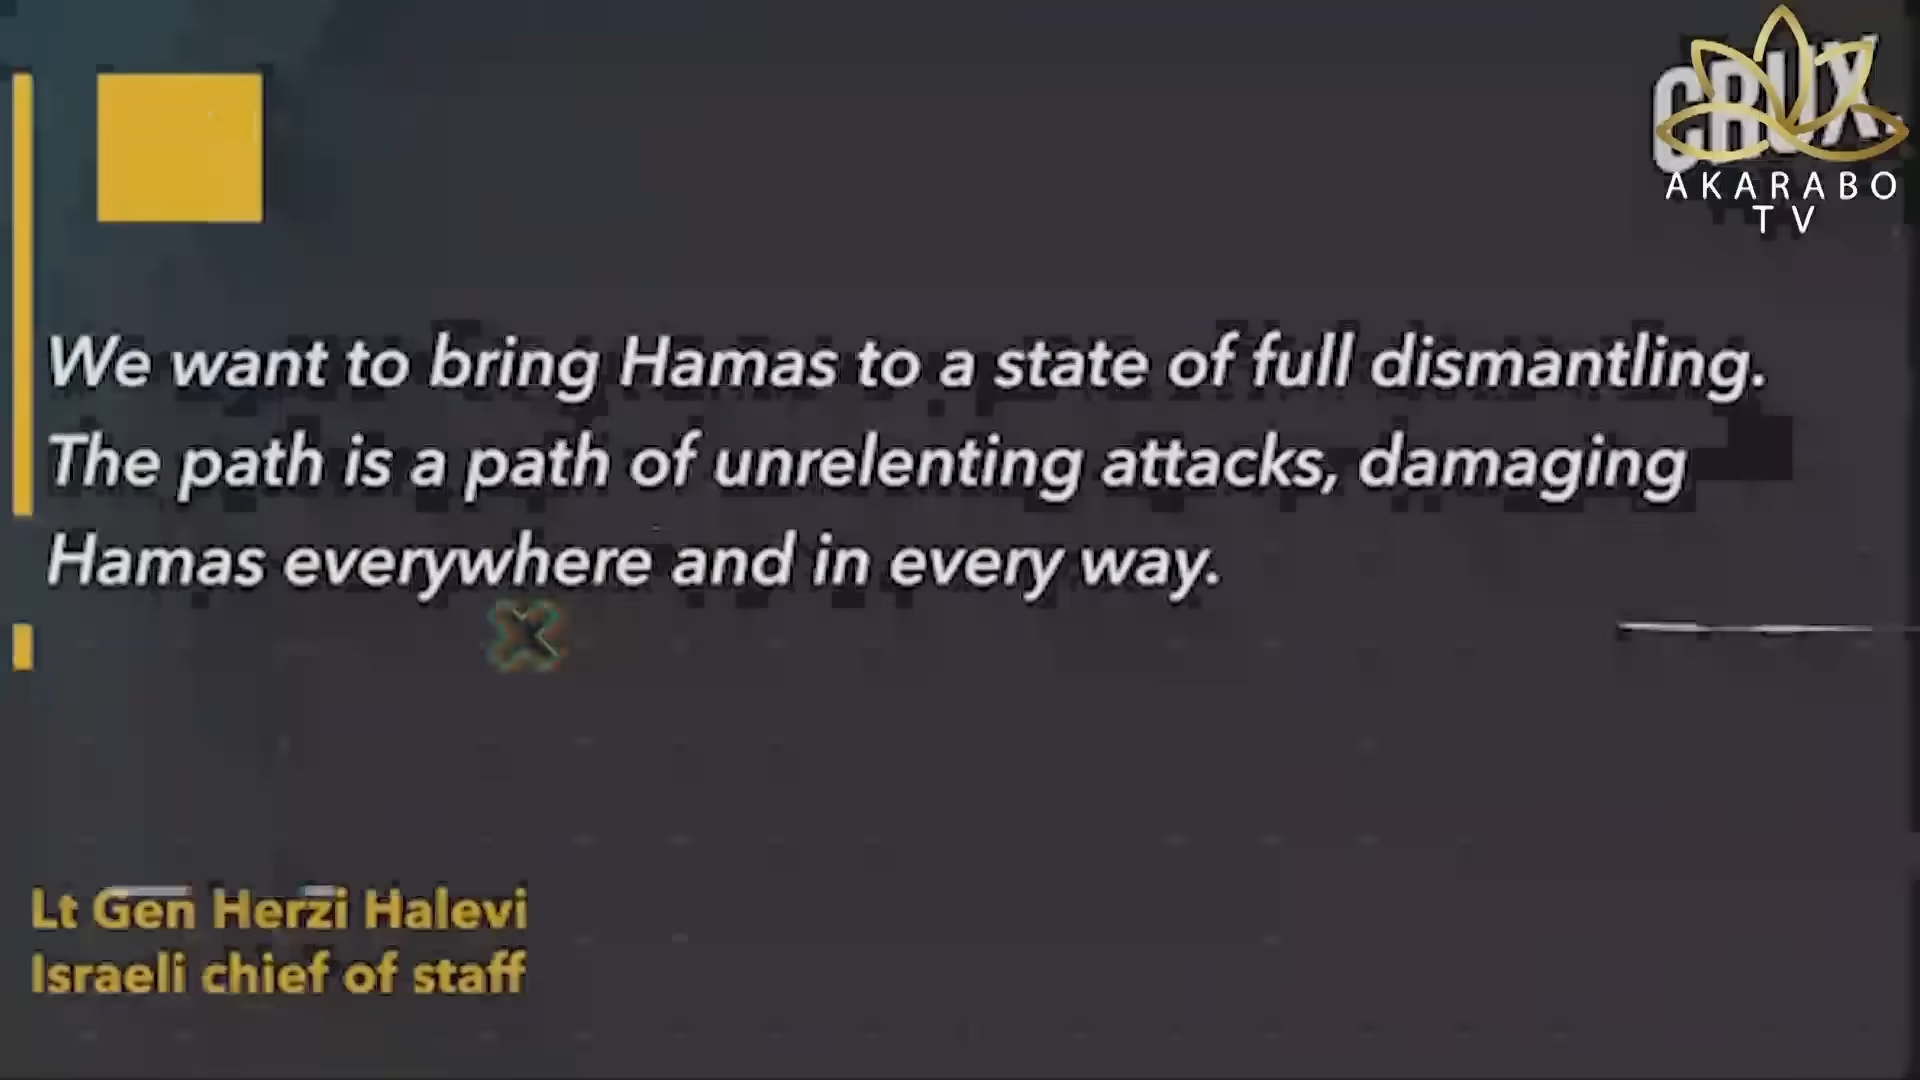 CRUX
AKARABO
TV
We want to bring Hamas to a state of full dismantling.
The path is a path of unrelenting attacks, damaging
Hamas everywhere and in every way.
Lt Gen Herzi Halevi
Israeli chief of staff